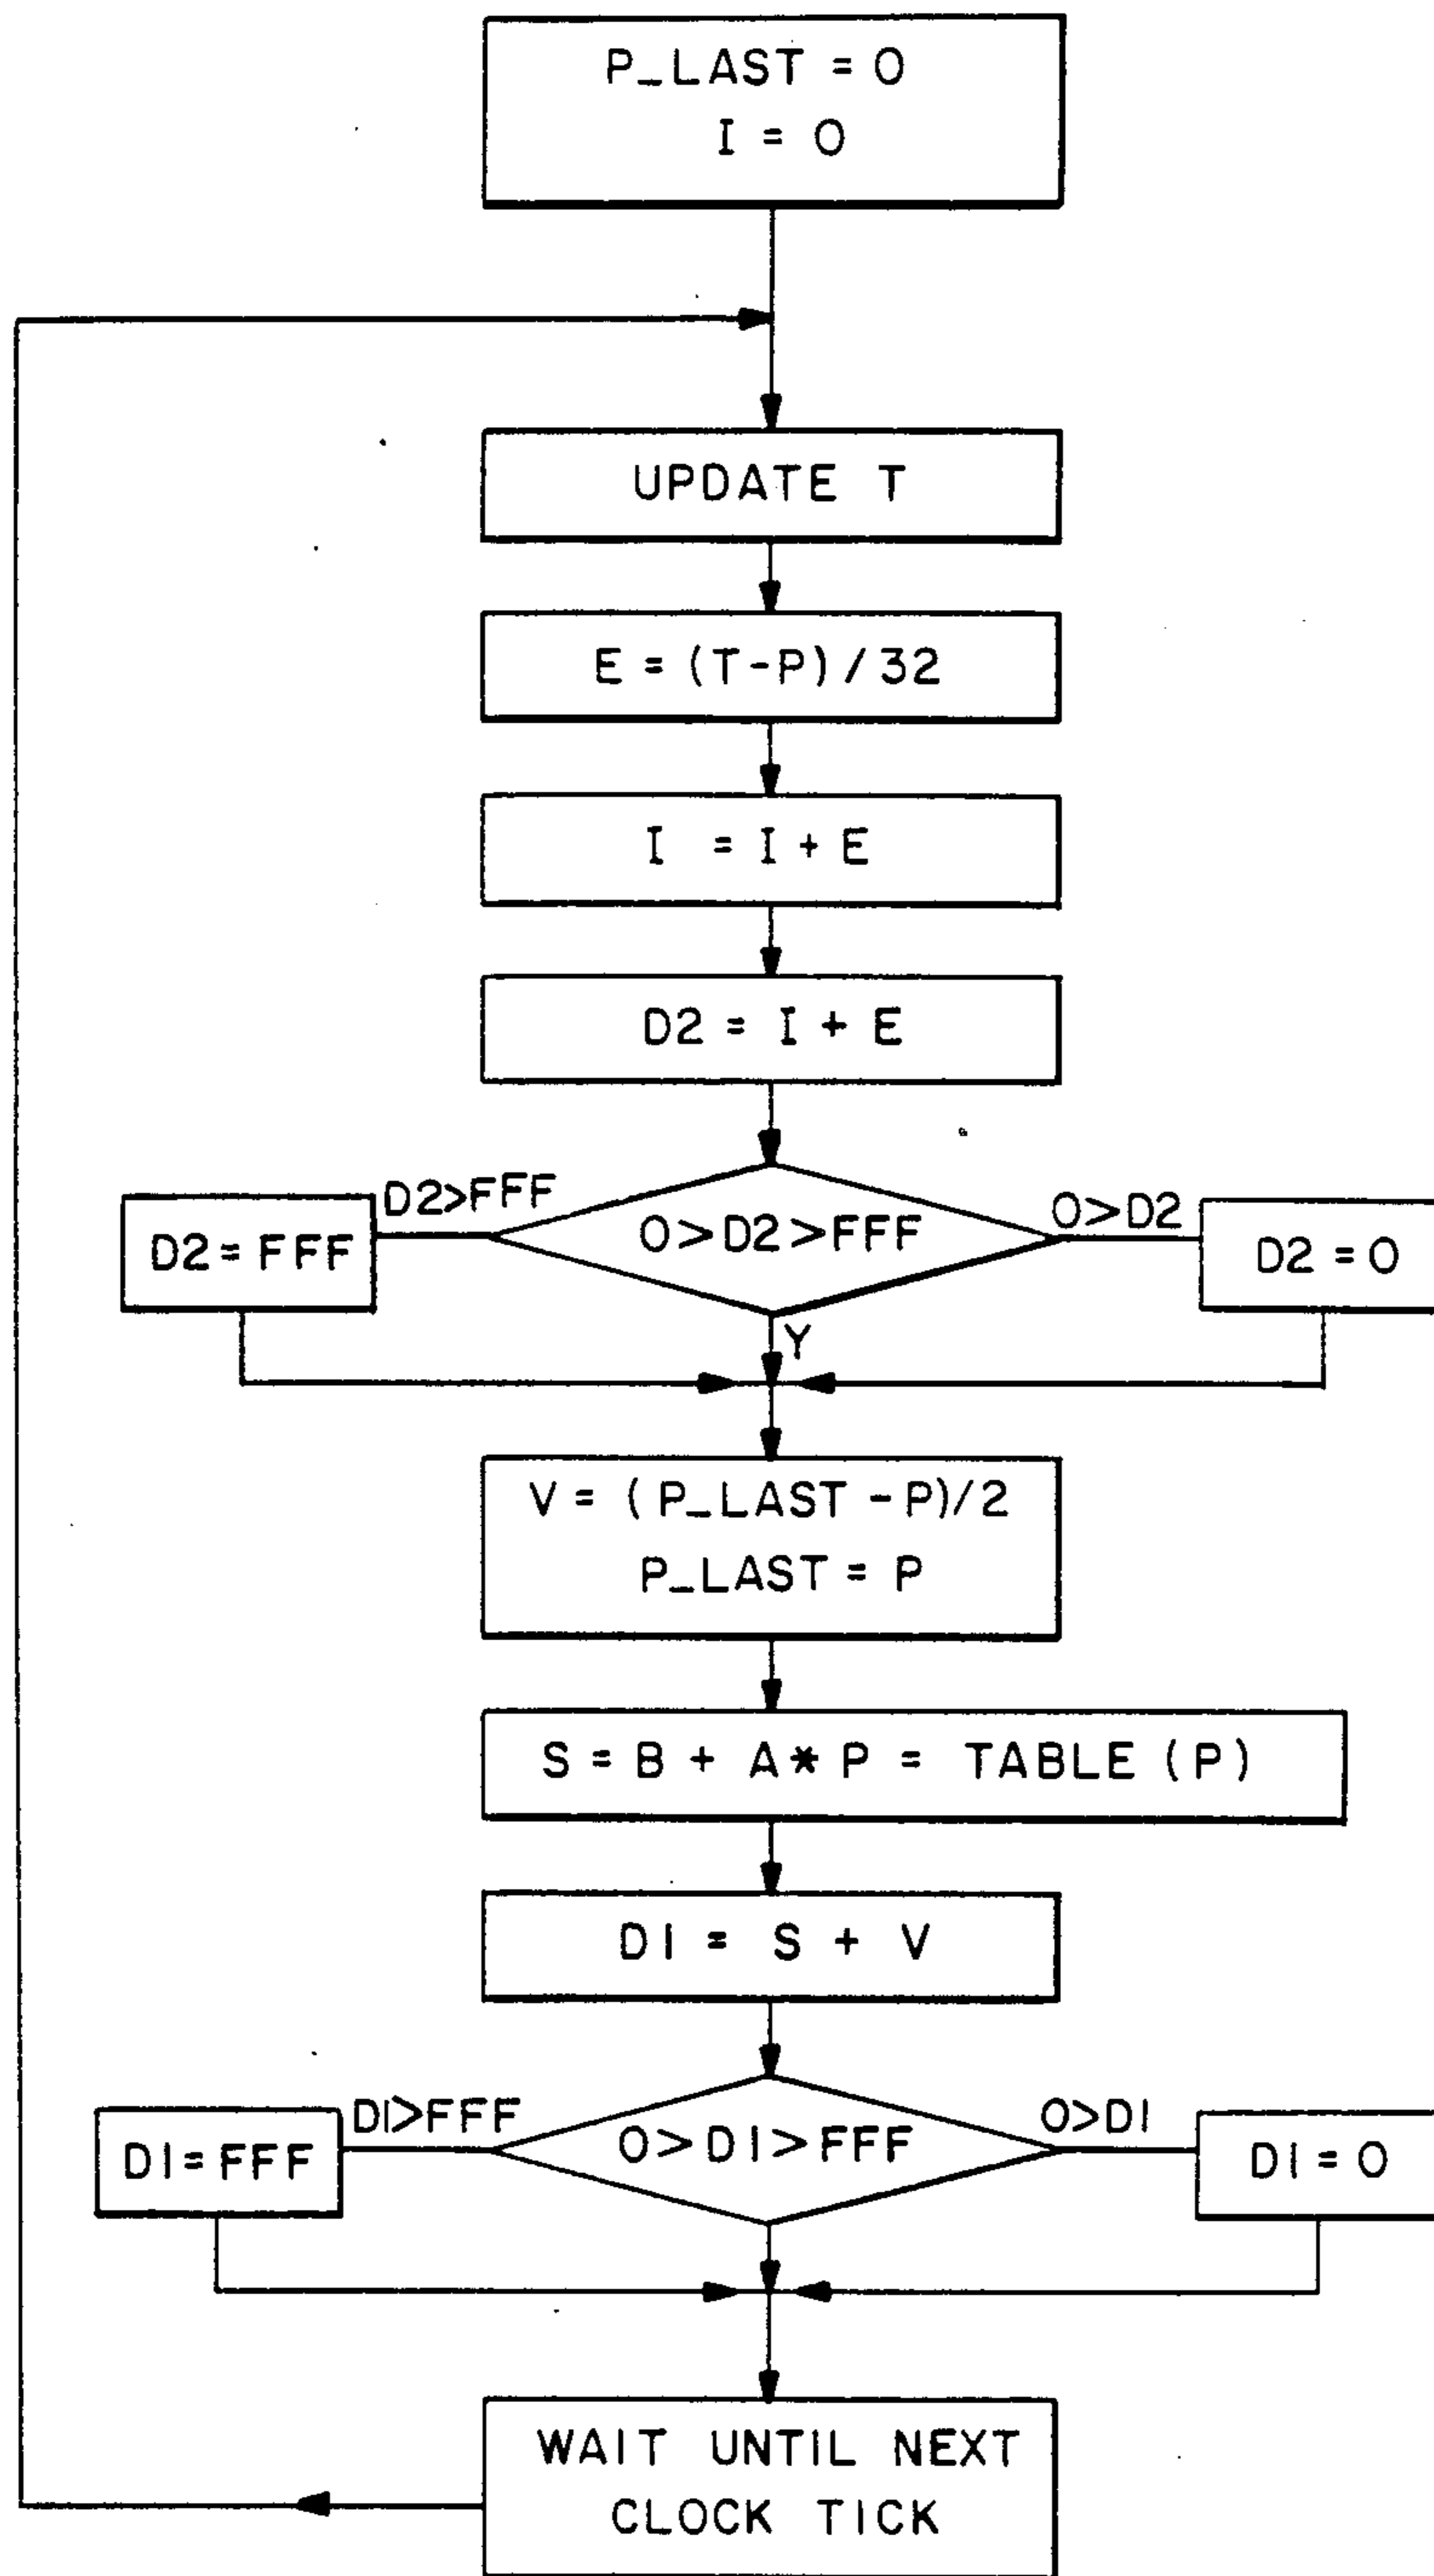 P_LAST = 0
I = 0
UPDATE T
E = (T-P) / 32
I = I + E
D2 = I + E
D2>FFF
0>D2>FFF
0>D2
D2=FFF
D2=0
Y
V = (P_LAST - P)/2
P_LAST = P
S = B + A * P = TABLE (P)
D1 = S + V
D1>FFF
0>D1>FFF
0>D1
D1=FFF
D1=0
WAIT UNTIL NEXT
CLOCK TICK